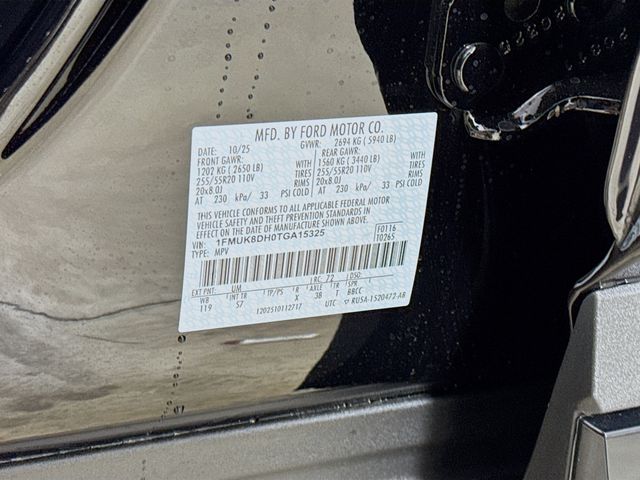 MFD. BY FORD MOTOR CO.
DATE: 10/25 GVWR: 2694 KG ( 5940 LB)
FRONT GAWR: REAR GAWR:
1202 KG ( 2650 LB) WITH 1560 KG ( 3440 LB) WITH
255/55R20 110V TIRES 255/55R20 110V TIRES
20x8.0J RIMS 20x8.0J RIMS
AT 230 kPa/ 33 PSI COLD AT 230 kPa/ 33 PSI COLD
THIS VEHICLE CONFORMS TO ALL APPLICABLE FEDERAL MOTOR
VEHICLE SAFETY AND THEFT PREVENTION STANDARDS IN
EFFECT ON THE DATE OF MANUFACTURE SHOWN ABOVE.
VIN: 1FMUK8DH0TGA15325 F0116
TYPE: MPV T0265
EXT PNT: UM RC: 72 DSO:
WB INT TR TP/PS R AXLE TR SPR
119 S7 X 38 T BBCC
1202510112717 UTC ▽ RU5A-1520472-AB